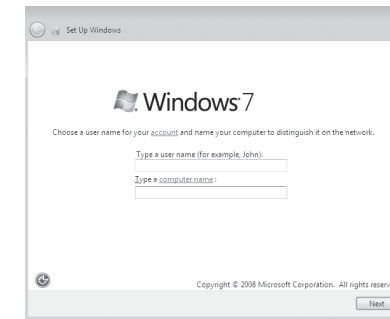 Set Up Windows
Windows 7
Choose a user name for your account and name your computer to distinguish it on the network.
Type a user name (for example, John):
Type a computer name :
Copyright © 2008 Microsoft Corporation. All rights reserv
Next